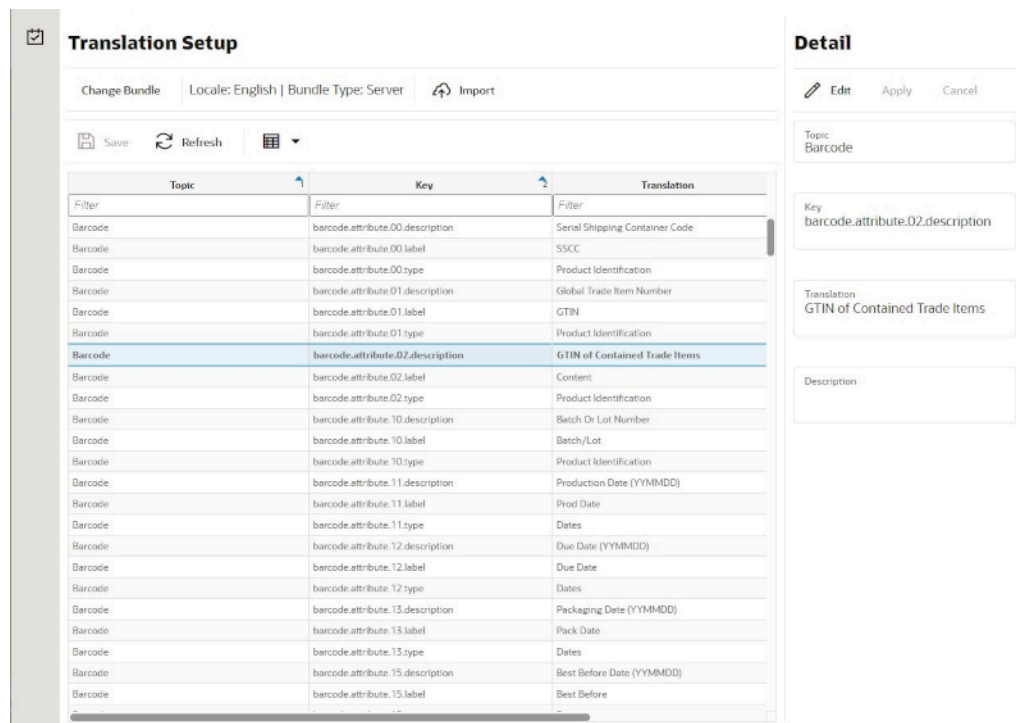 Translation Setup
Change Bundle Locale: English | Bundle Type: Server Import
Save Refresh
Topic 1 Key 2 Translation
Filter Filter Filter
Barcode barcode.attribute.00.description Serial Shipping Container Code
Barcode barcode.attribute.00.label SSCC
Barcode barcode.attribute.00.type Product Identification
Barcode barcode.attribute.01.description Global Trade Item Number
Barcode barcode.attribute.01.label GTIN
Barcode barcode.attribute.01.type Product Identification
Barcode barcode.attribute.02.description GTIN of Contained Trade Items
Barcode barcode.attribute.02.label Content
Barcode barcode.attribute.02.type Product Identification
Barcode barcode.attribute.10.description Batch Or Lot Number
Barcode barcode.attribute.10.label Batch/Lot
Barcode barcode.attribute.10.type Product Identification
Barcode barcode.attribute.11.description Production Date (YYMMDD)
Barcode barcode.attribute.11.label Prod Date
Barcode barcode.attribute.11.type Dates
Barcode barcode.attribute.12.description Due Date (YYMMDD)
Barcode barcode.attribute.12.label Due Date
Barcode barcode.attribute.12.type Dates
Barcode barcode.attribute.13.description Packaging Date (YYMMDD)
Barcode barcode.attribute.13.label Pack Date
Barcode barcode.attribute.13.type Dates
Barcode barcode.attribute.15.description Best Before Date (YYMMDD)
Barcode barcode.attribute.15.label Best Before
Detail
Edit Apply Cancel
Topic
Barcode
Key
barcode.attribute.02.description
Translation
GTIN of Contained Trade Items
Description